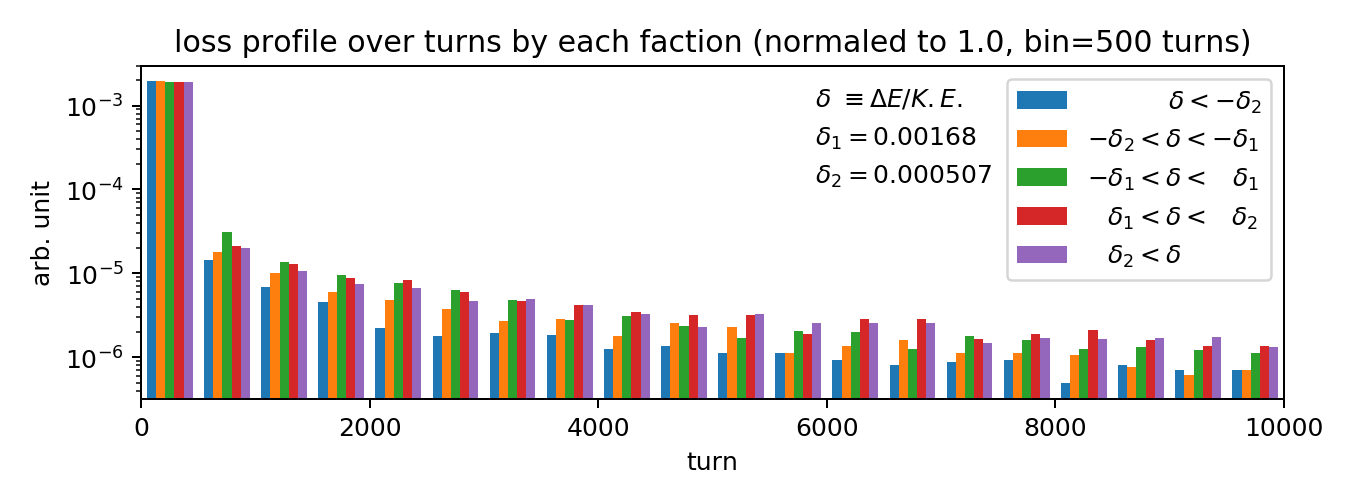 loss profile over turns by each faction (normaled to 1.0, bin=500 turns)
arb. unit
10⁻³
10⁻⁴
10⁻⁵
10⁻⁶
δ ≡ ΔE/K.E.
δ₁ = 0.00168
δ₂ = 0.000507
δ < −δ₂
−δ₂ < δ < −δ₁
−δ₁ < δ < δ₁
δ₁ < δ < δ₂
δ₂ < δ
0 2000 4000 6000 8000 10000
turn